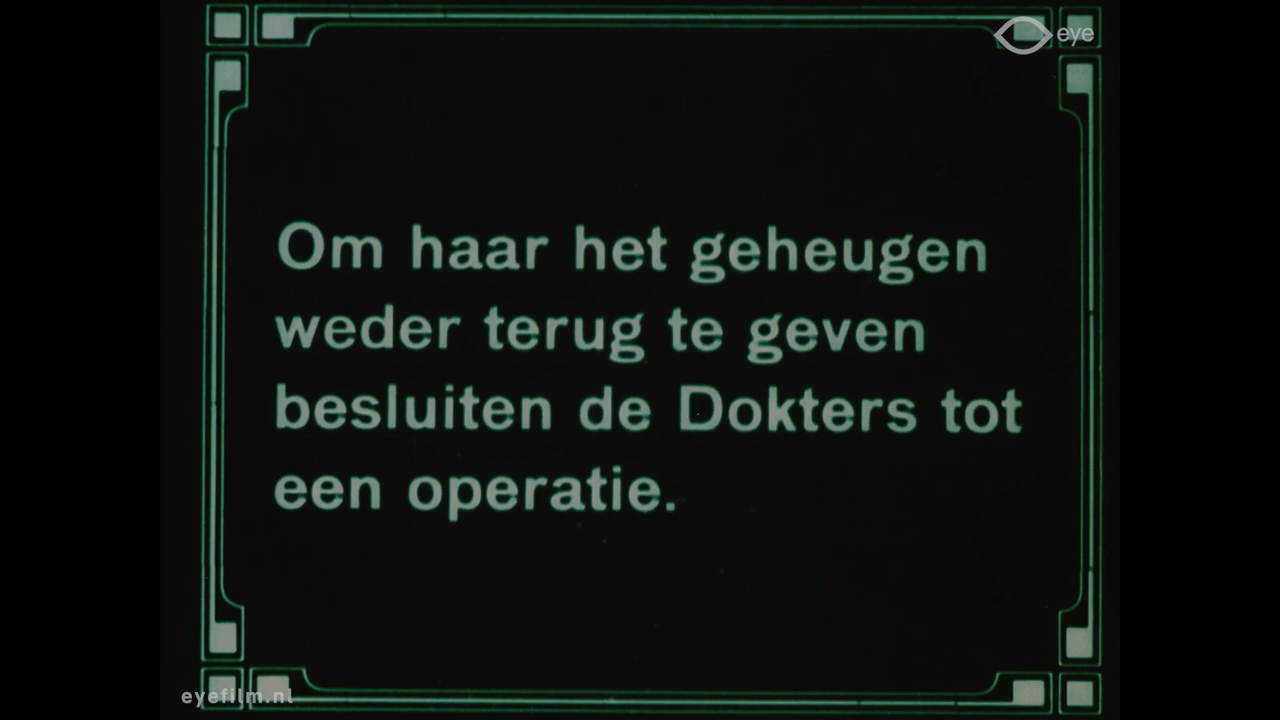 eye
Om haar het geheugen
weder terug te geven
besluiten de Dokters tot
een operatie.
eyefilm.nl